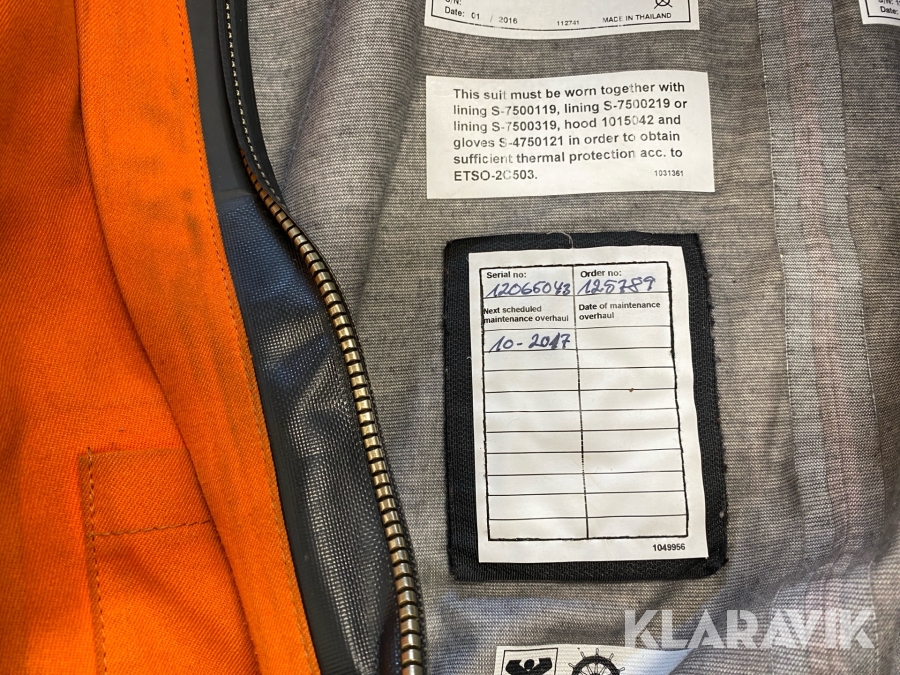 Date: 01 / 2016 112741 MADE IN THAILAND
This suit must be worn together with
lining S-7500119, lining S-7500219 or
lining S-7500319, hood 1015042 and
gloves S-4750121 in order to obtain
sufficient thermal protection acc. to
ETSO-2C503. 1031361
Serial no: Order no:
12066043 125789
Next scheduled
maintenance overhaul
Date of maintenance
overhaul
10-2017
1049956
KLARAVIK